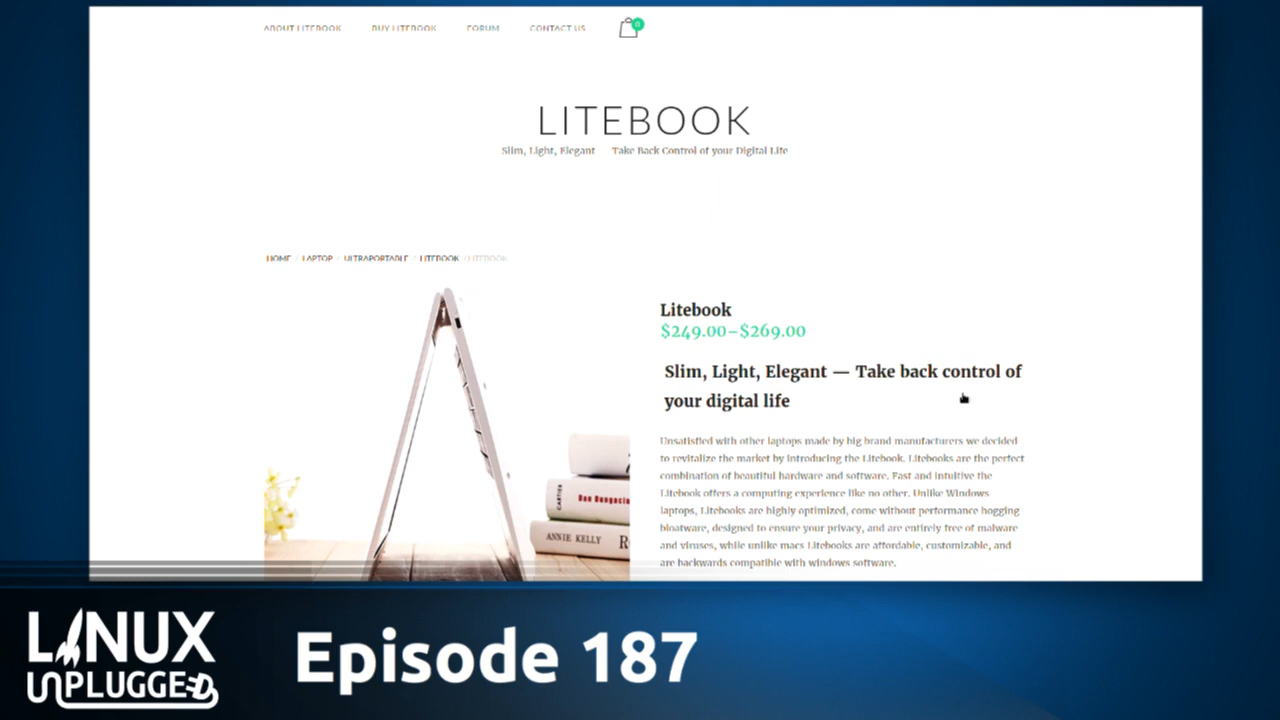 ABOUT LITEBOOK BUY LITEBOOK FORUM CONTACT US 0
LITEBOOK
Slim, Light, Elegant Take Back Control of your Digital Life
HOME / LAPTOP / ULTRAPORTABLE / LITEBOOK / LITEBOOK
Litebook
$249.00–$269.00
Slim, Light, Elegant — Take back control of
your digital life
Unsatisfied with other laptops made by big brand manufacturers we decided
to revitalize the market by introducing the Litebook. Litebooks are the perfect
combination of beautiful hardware and software. Fast and intuitive the
Litebook offers a computing experience like no other. Unlike Windows
laptops, Litebooks are highly optimized, come without performance hogging
bloatware, designed to ensure your privacy, and are entirely free of malware
and viruses, while unlike macs Litebooks are affordable, customizable, and
are backwards compatible with windows software.
CARTIER
ANNIE KELLY R
LINUX
UNPLUGGED
Episode 187